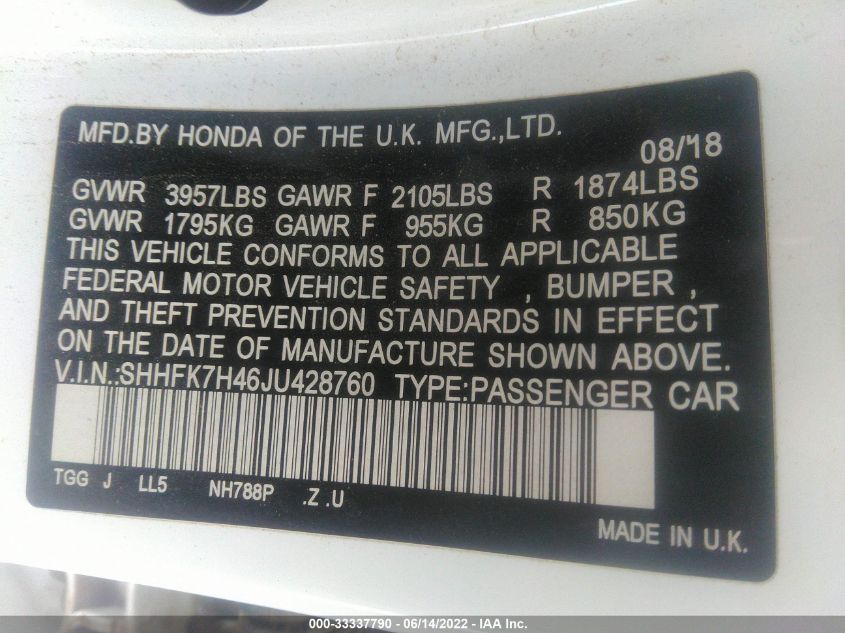 MFD.BY HONDA OF THE U.K. MFG.,LTD.
08/18
GVWR 3957LBS GAWR F 2105LBS R 1874LBS
GVWR 1795KG GAWR F 955KG R 850KG
THIS VEHICLE CONFORMS TO ALL APPLICABLE
FEDERAL MOTOR VEHICLE SAFETY , BUMPER ,
AND THEFT PREVENTION STANDARDS IN EFFECT
ON THE DATE OF MANUFACTURE SHOWN ABOVE.
V.I.N.:SHHFK7H46JU428760 TYPE:PASSENGER CAR
TGG J LL5 NH788P .Z .U
MADE IN U.K.
000-33337790 - 06/14/2022 - IAA Inc.